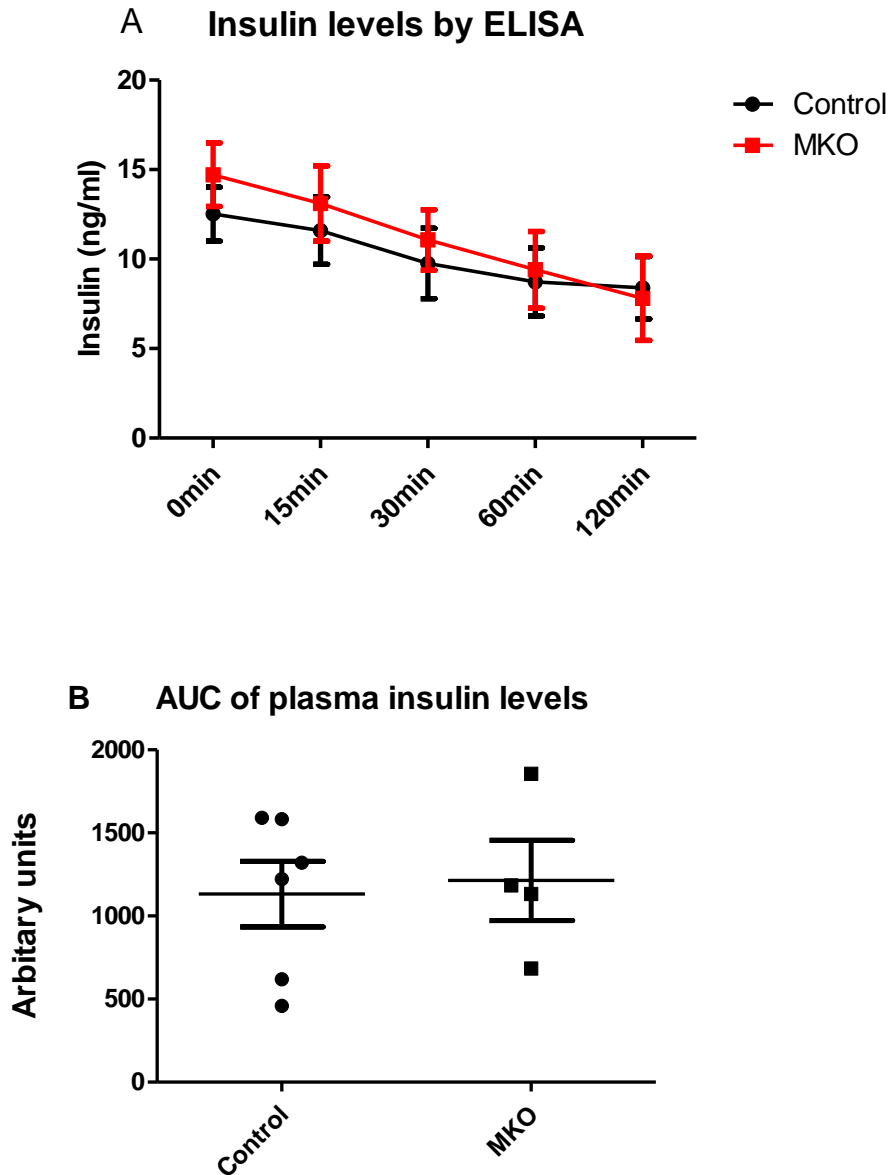 A Insulin levels by ELISA
20
15
10
5
0
Insulin (ng/ml)
Control
MKO
0min
15min
30min
60min
120min
B AUC of plasma insulin levels
2000
1500
1000
500
0
Arbitary units
Control
MKO